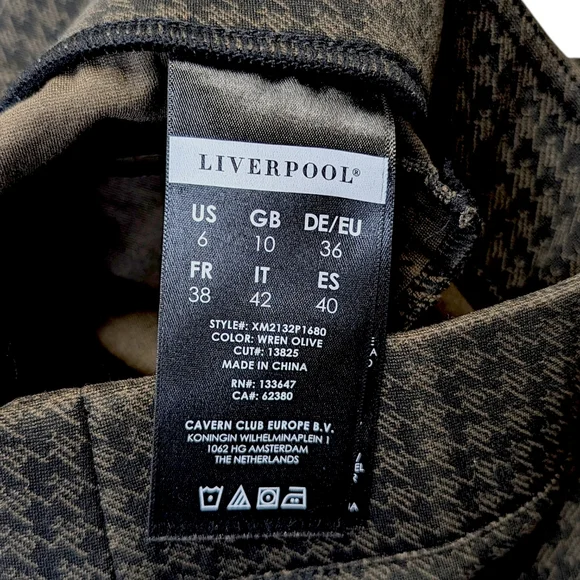 LIVERPOOL®
US GB DE/EU
6 10 36
FR IT ES
38 42 40
STYLE#: XM2132P1680
COLOR: WREN OLIVE
CUT#: 13825
MADE IN CHINA
RN#: 133647
CA#: 62380
CAVERN CLUB EUROPE B.V.
KONINGIN WILHELMINAPLEIN 1
1062 HG AMSTERDAM
THE NETHERLANDS